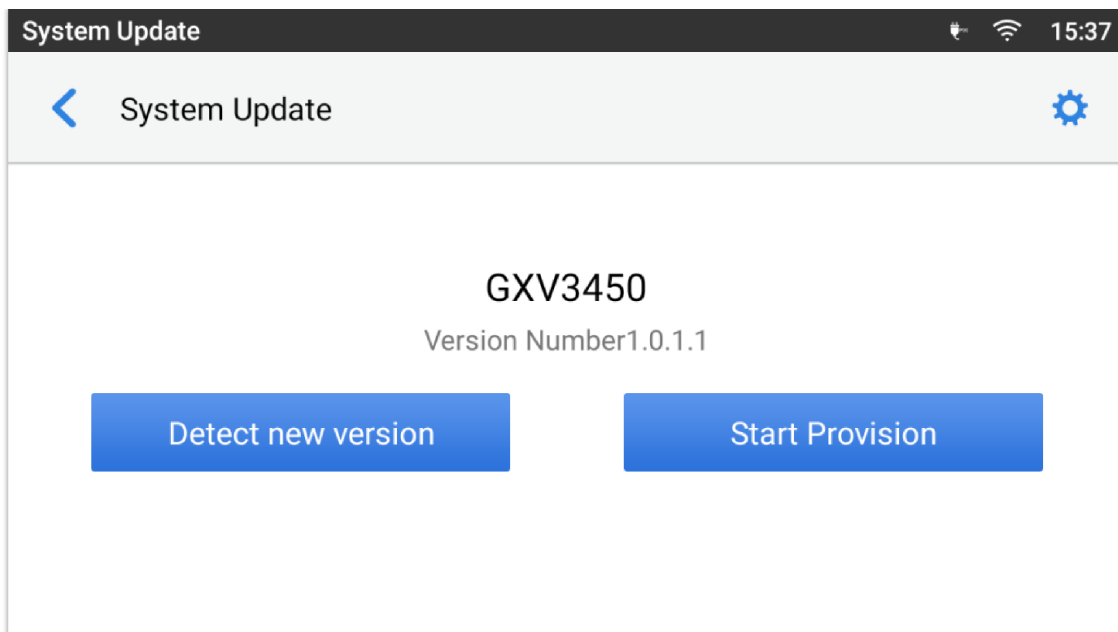 System Update 15:37
System Update
GXV3450
Version Number1.0.1.1
Detect new version Start Provision